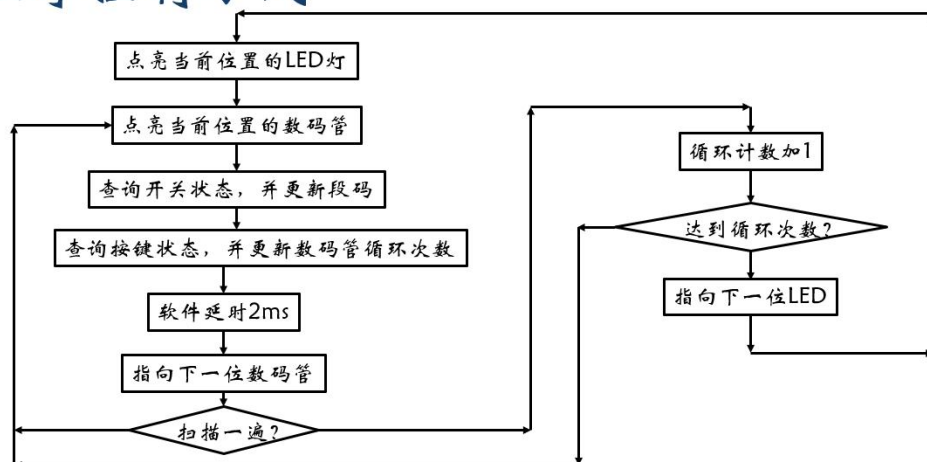 点亮当前位置的LED灯
点亮当前位置的数码管
查询开关状态，并更新段码
查询按键状态，并更新数码管循环次数
软件延时2ms
指向下一位数码管
扫描一遍?
循环计数加1
达到循环次数?
指向下一位LED